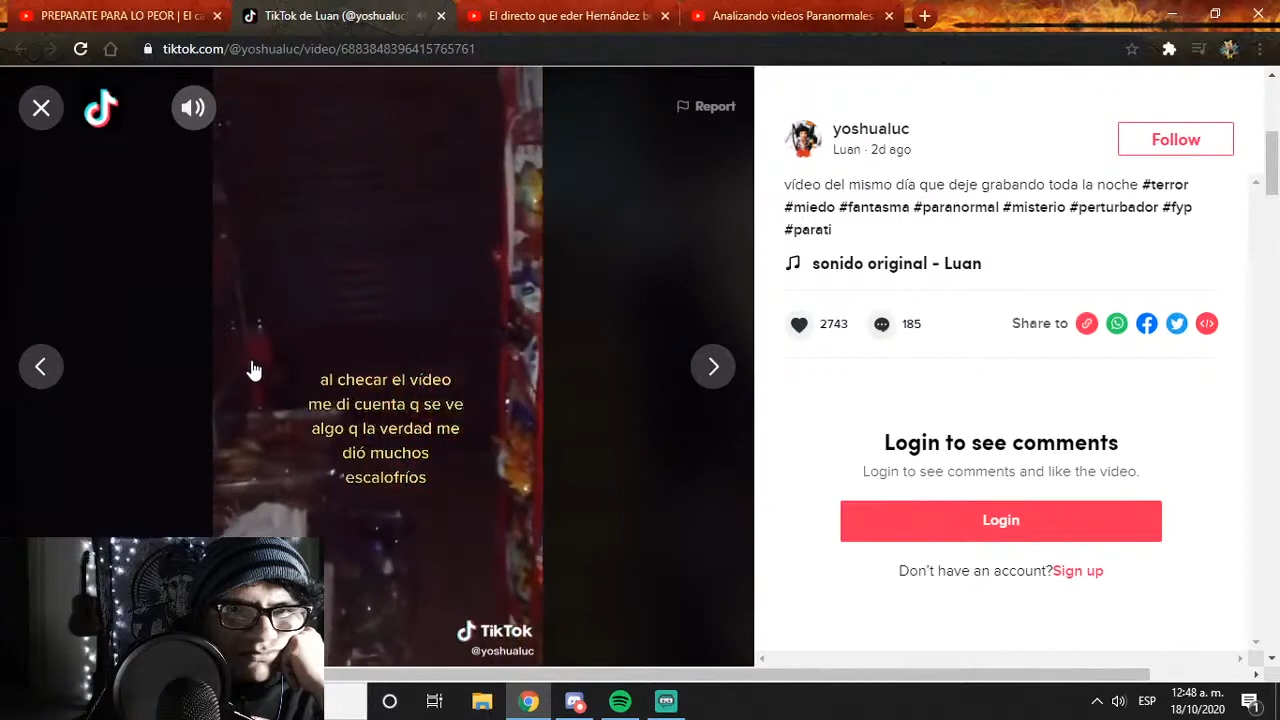 PREPARATE PARA LO PEOR | El ca
TikTok de Luan (@yoshualuc)
El directo que eder Hernández b
Analizando videos Paranormales
tiktok.com/@yoshualuc/video/6883848396415765761
Report
al checar el vídeo
me di cuenta q se ve
algo q la verdad me
dió muchos
escalofríos
TikTok
@yoshualuc
yoshualuc
Luan · 2d ago
Follow
vídeo del mismo día que deje grabando toda la noche #terror
#miedo #fantasma #paranormal #misterio #perturbador #fyp
#parati
sonido original - Luan
2743
185
Share to
Login to see comments
Login to see comments and like the video.
Login
Don't have an account?Sign up
ESP
12:48 a. m.
18/10/2020
1